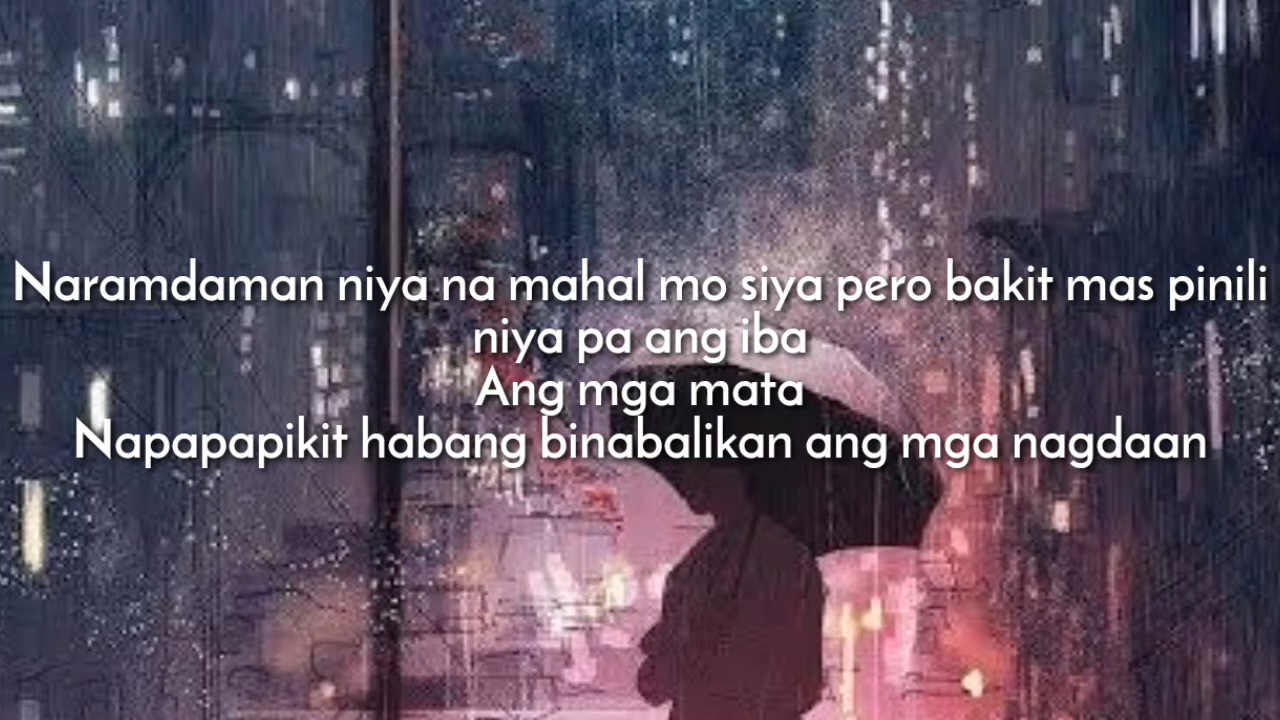 Naramdaman niya na mahal mo siya pero bakit mas pinili
niya pa ang iba
Ang mga mata
Napapapikit habang binabalikan ang mga nagdaan